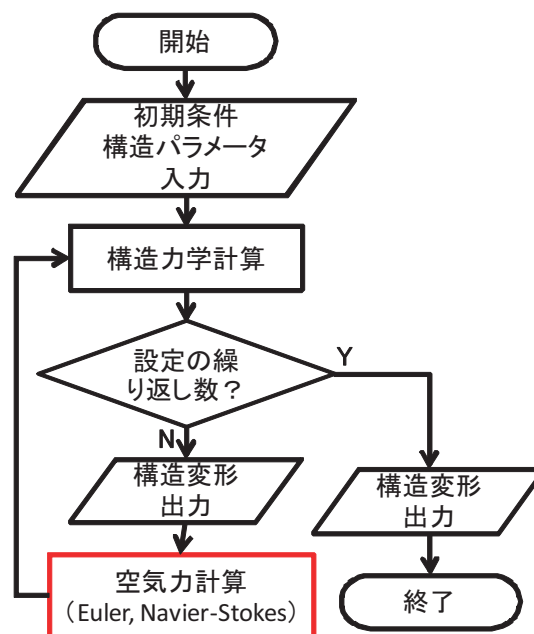 開始
初期条件
構造パラメータ
入力
構造力学計算
設定の繰
り返し数？
Y
N
構造変形
出力
構造変形
出力
空気力計算
（Euler, Navier-Stokes）
終了